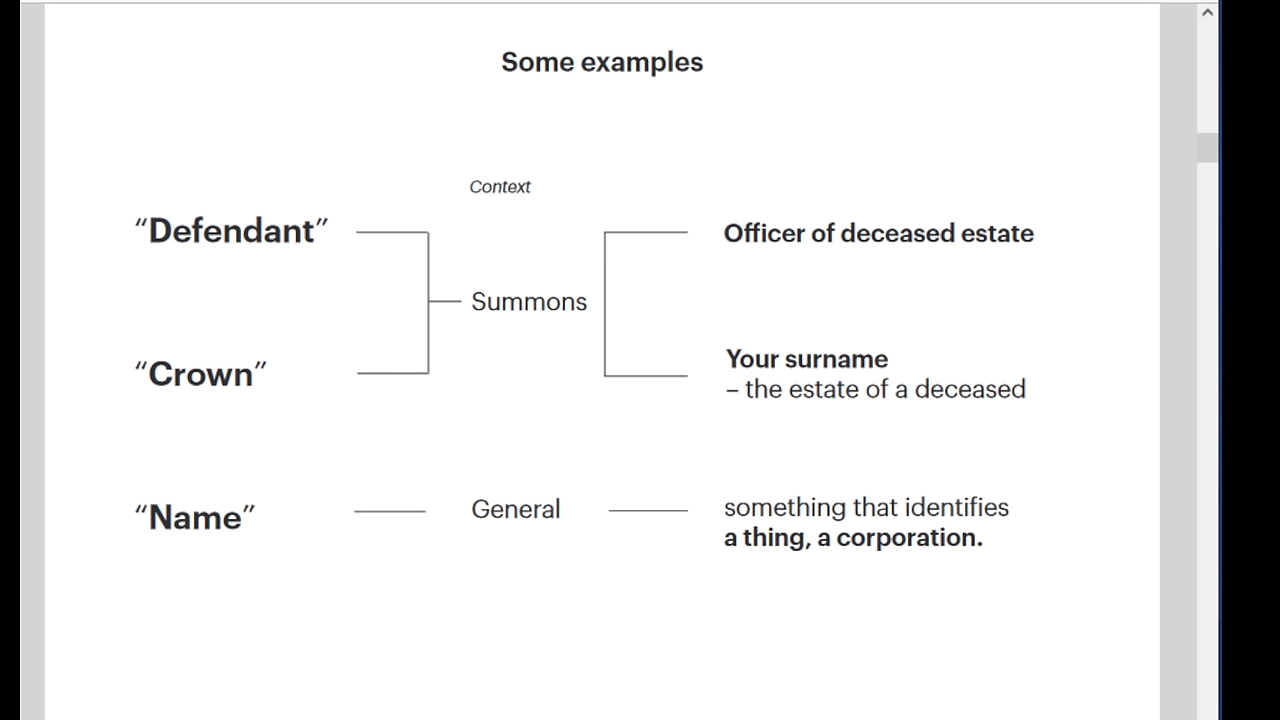 Some examples
Context
“Defendant”
Officer of deceased estate
Summons
“Crown”
Your surname
– the estate of a deceased
“Name”
General
something that identifies
a thing, a corporation.